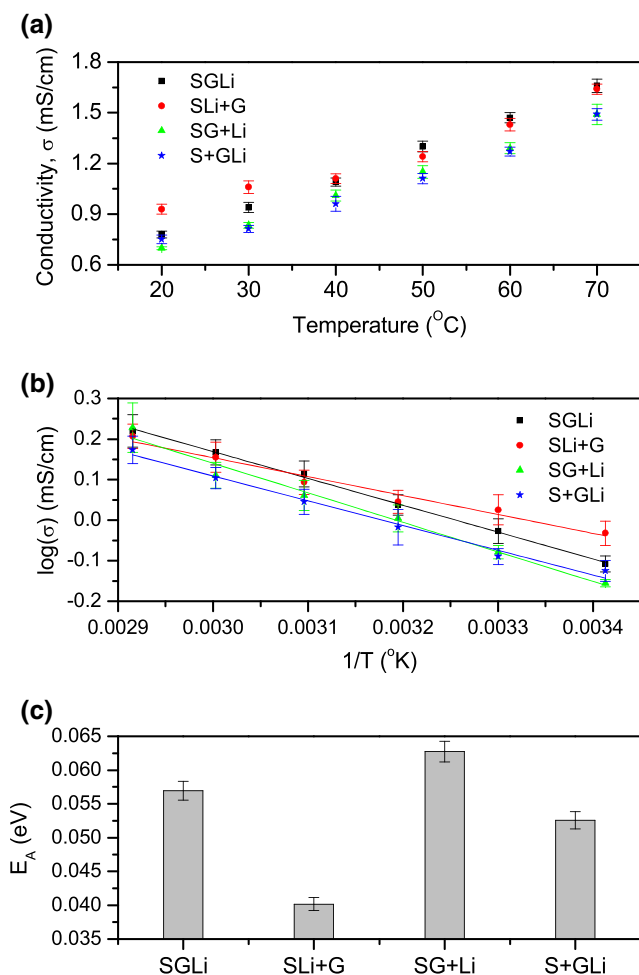 (a)
SGLi
SLi+G
SG+Li
S+GLi
Conductivity, σ (mS/cm)
1.8
1.5
1.2
0.9
0.6
20 30 40 50 60 70
Temperature (°C)
(b)
SGLi
SLi+G
SG+Li
S+GLi
log(σ) (mS/cm)
0.3
0.2
0.1
0.0
-0.1
-0.2
0.0029 0.0030 0.0031 0.0032 0.0033 0.0034
1/T (°K)
(c)
E_A (eV)
0.065
0.060
0.055
0.050
0.045
0.040
0.035
SGLi SLi+G SG+Li S+GLi